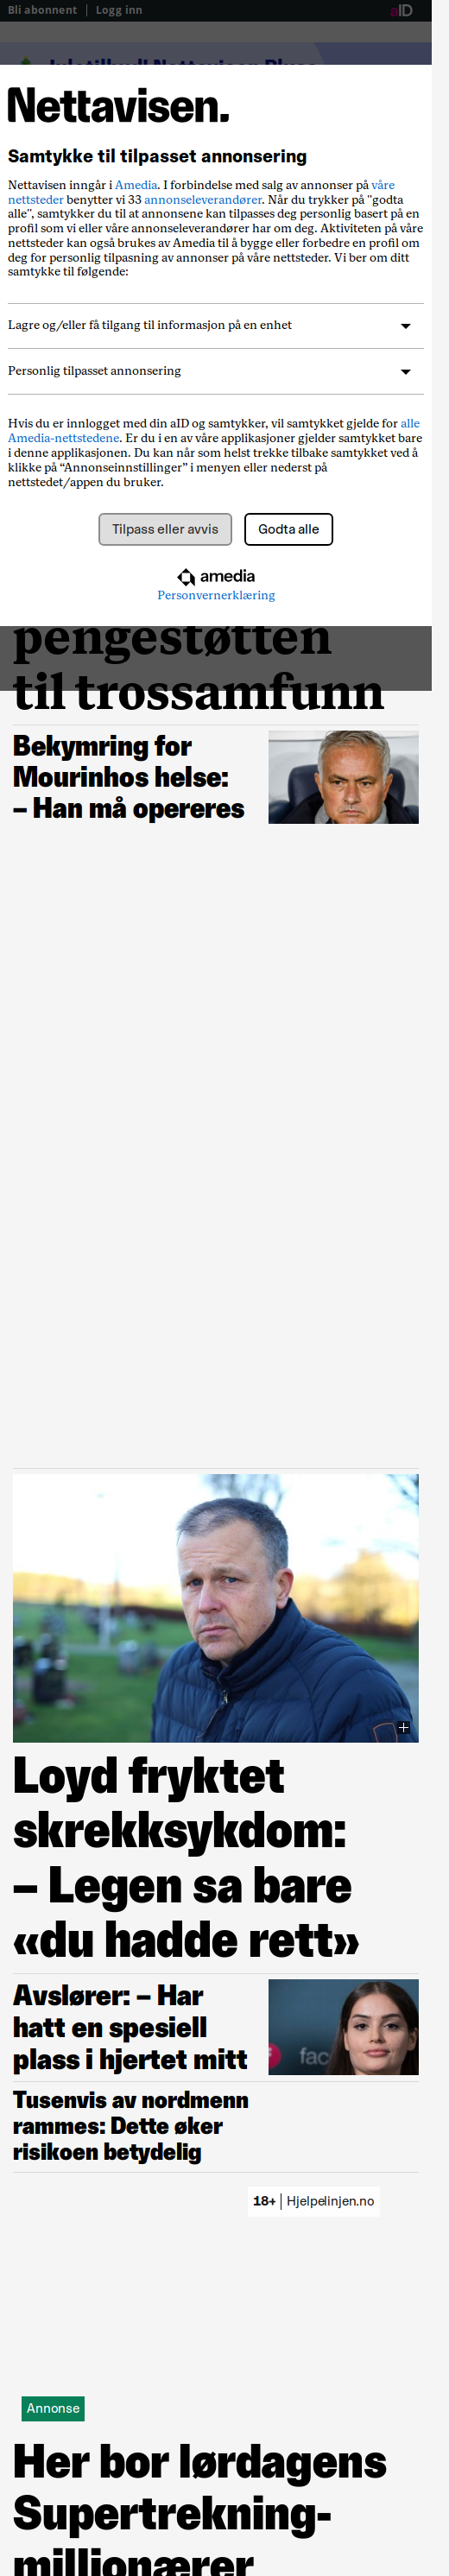 Bli abonnent | Logg inn
aID
Nettavisen.
Samtykke til tilpasset annonsering
Nettavisen inngår i Amedia. I forbindelse med salg av annonser på våre
nettsteder benytter vi 33 annonseleverandører. Når du trykker på "godta
alle", samtykker du til at annonsene kan tilpasses deg personlig basert på en
profil som vi eller våre annonseleverandører har om deg. Aktiviteten på våre
nettsteder kan også brukes av Amedia til å bygge eller forbedre en profil om
deg for personlig tilpasning av annonser på våre nettsteder. Vi ber om ditt
samtykke til følgende:
Lagre og/eller få tilgang til informasjon på en enhet
Personlig tilpasset annonsering
Hvis du er innlogget med din aID og samtykker, vil samtykket gjelde for alle
Amedia-nettstedene. Er du i en av våre applikasjoner gjelder samtykket bare
i denne applikasjonen. Du kan når som helst trekke tilbake samtykket ved å
klikke på “Annonseinnstillinger” i menyen eller nederst på
nettstedet/appen du bruker.
Tilpass eller avvis
Godta alle
amedia
Personvernerklæring
pengestøtten
til trossamfunn
Bekymring for
Mourinhos helse:
– Han må opereres
Loyd fryktet
skrekksykdom:
– Legen sa bare
«du hadde rett»
Avslører: – Har
hatt en spesiell
plass i hjertet mitt
Tusenvis av nordmenn
rammes: Dette øker
risikoen betydelig
18+ | Hjelpelinjen.no
Annonse
Her bor lørdagens
Supertrekning-
millionærer